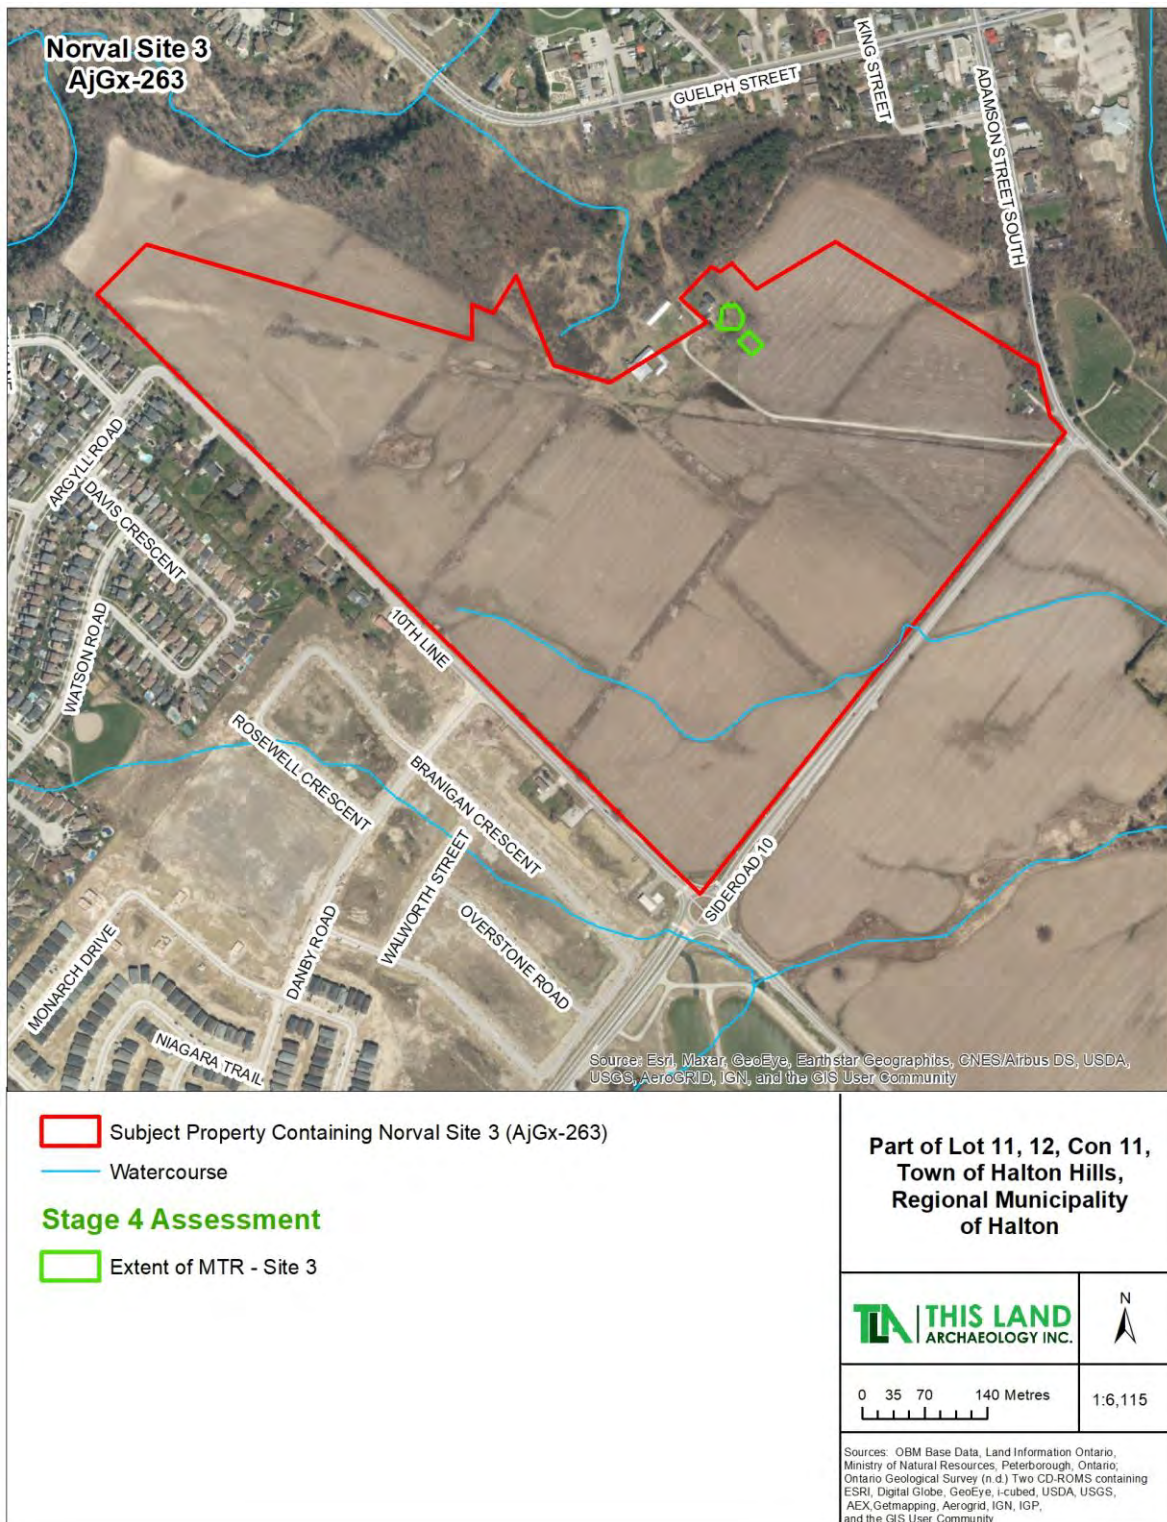 Norval Site 3
AjGx-263
GUELPH STREET
KING STREET
ADAMSON STREET SOUTH
ARGYLL ROAD
DAVIS CRESCENT
WATSON ROAD
10TH LINE
ROSEWELL CRESCENT
BRANIGAN CRESCENT
WALWORTH STREET
OVERSTONE ROAD
SIDEROAD 10
DANBY ROAD
MONARCH DRIVE
NIAGARA TRAIL
Source: Esri, Maxar, GeoEye, Earthstar Geographics, CNES/Airbus DS, USDA,
USGS, AeroGRID, IGN, and the GIS User Community
Subject Property Containing Norval Site 3 (AjGx-263)
Watercourse
Stage 4 Assessment
Extent of MTR - Site 3
Part of Lot 11, 12, Con 11,
Town of Halton Hills,
Regional Municipality
of Halton
TLA THIS LAND
ARCHAEOLOGY INC.
N
0 35 70 140 Metres
1:6,115
Sources: OBM Base Data, Land Information Ontario,
Ministry of Natural Resources, Peterborough, Ontario;
Ontario Geological Survey (n.d.) Two CD-ROMS containing
ESRI, Digital Globe, GeoEye, i-cubed, USDA, USGS,
AEX,Getmapping, Aerogrid, IGN, IGP,
and the GIS User Community